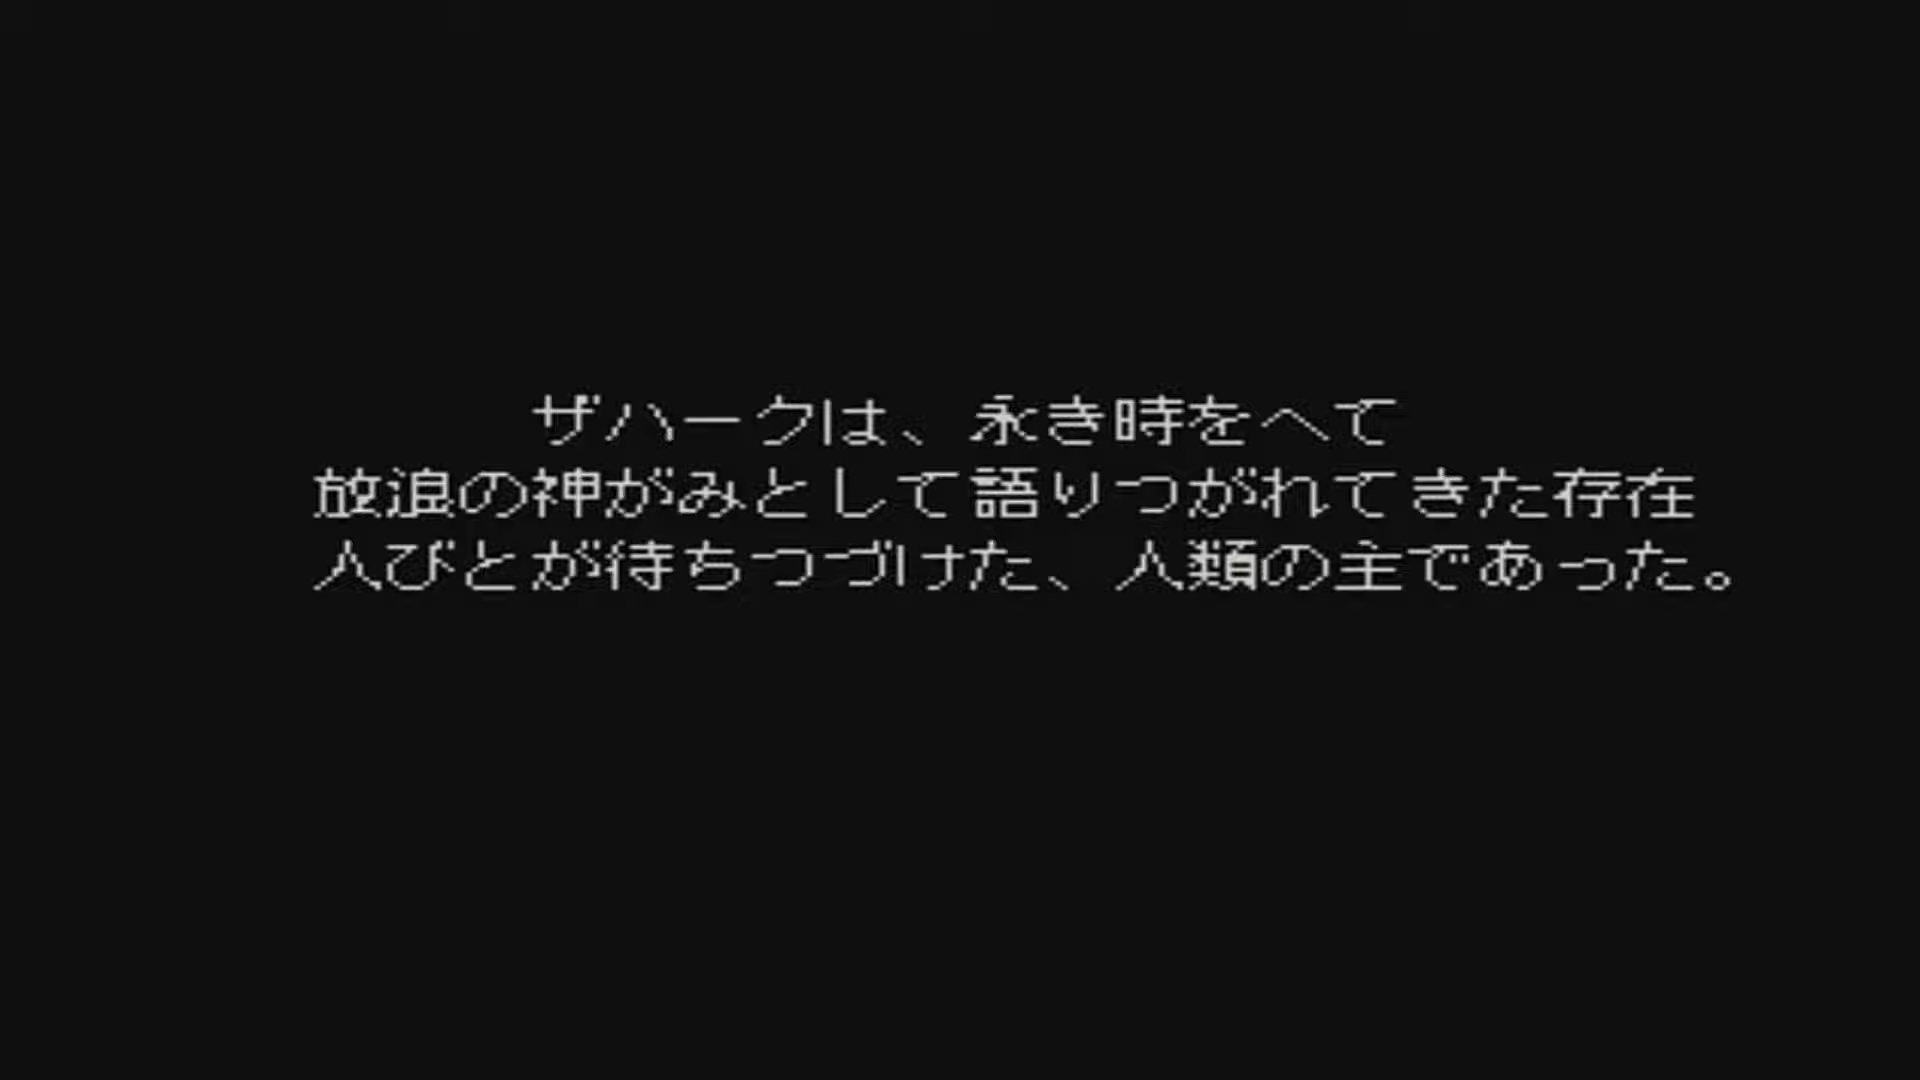 ザハークは、永き時をへて
放浪の神がみとして語りつがれてきた存在
人びとが待ちつづけた、人類の主であった。